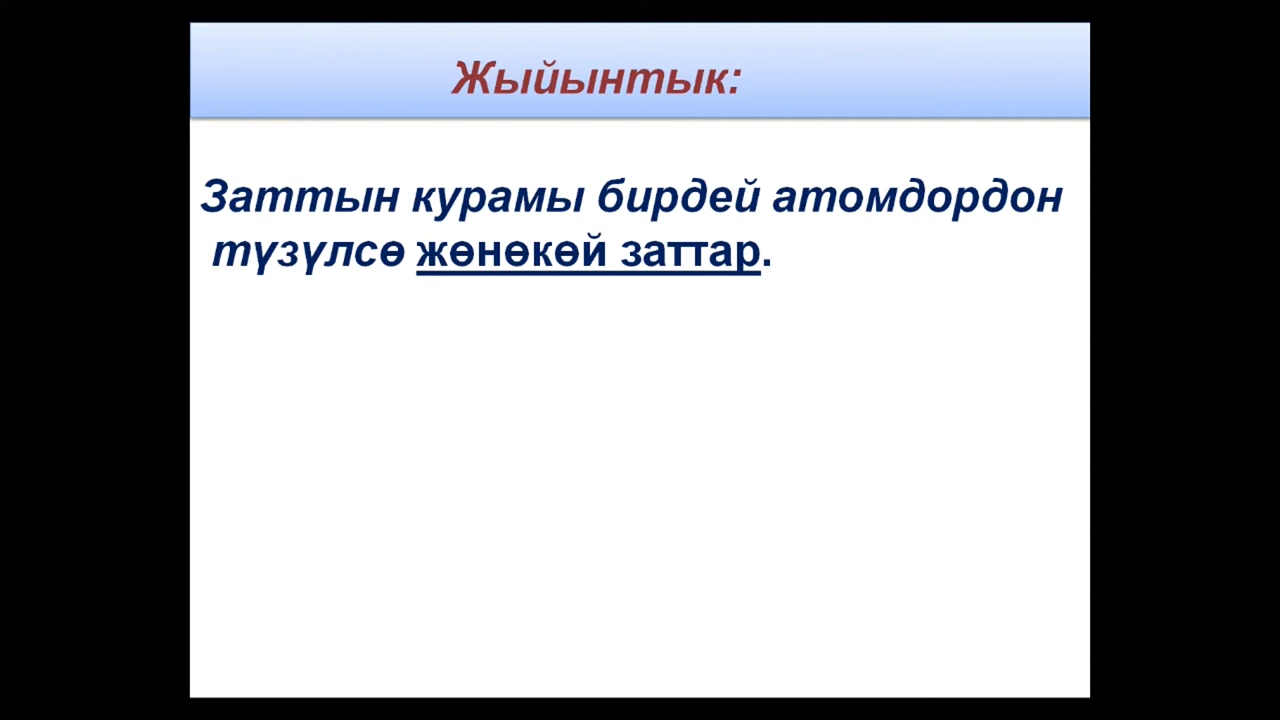 Жыйынтык:
Заттын курамы бирдей атомдордон
түзүлсө жөнөкөй заттар.